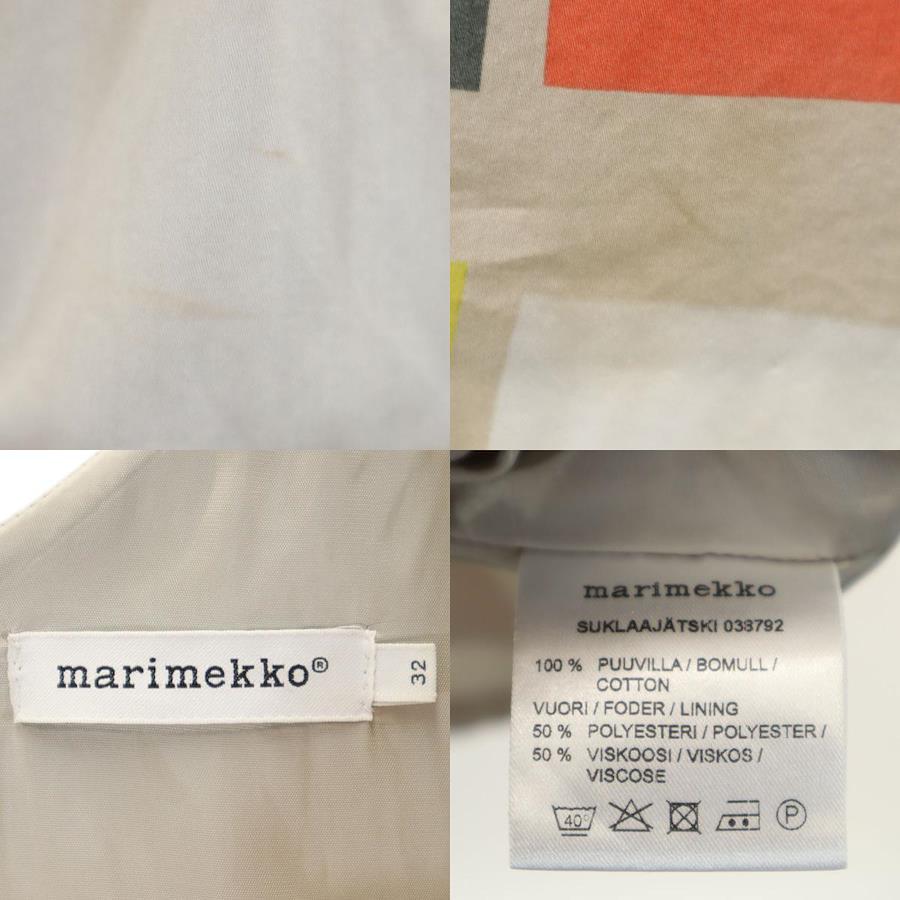 marimekko®
32
marimekko
SUKLAAJÄTSKI 038792
100 % PUUVILLA / BOMULL /
COTTON
VUORI / FODER / LINING
50 % POLYESTERI / POLYESTER /
50 % VISKOOSI / VISKOS /
VISCOSE
40°
P